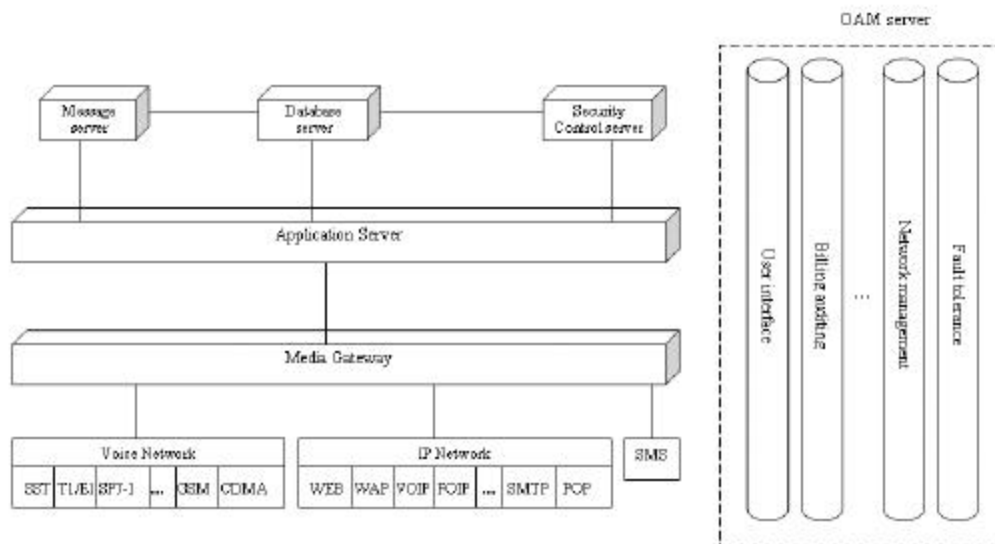 OAM server
Message
server
Database
server
Security
Control server
Application Server
Media Gateway
Voice Network
SST T1/E1 ... GSM CDMA
IP Network
WEB WAP VOIP FOIP ... SMTP POP
SMS
User interface
Billing auditing
...
Network management
Fault tolerance